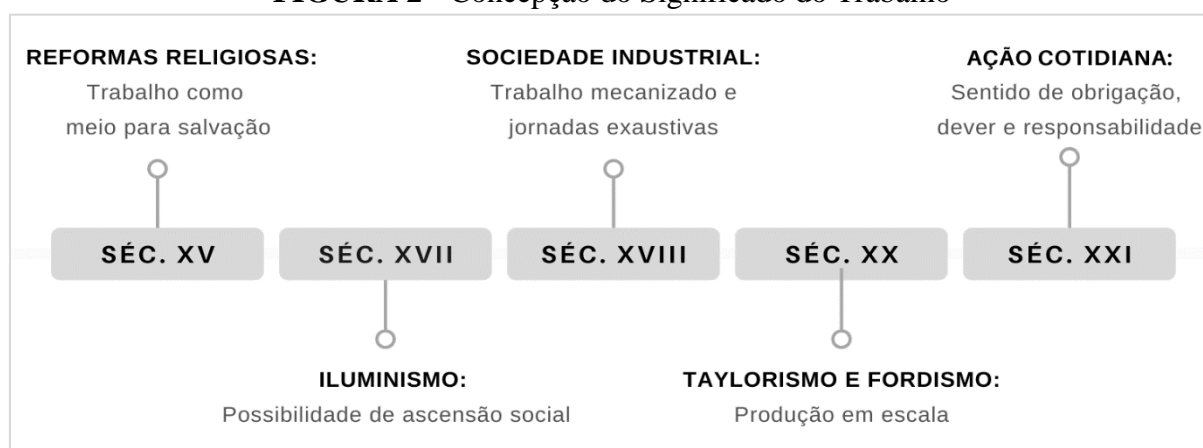 FIGURA 2 - Concepção do Significado do Trabalho
REFORMAS RELIGIOSAS:
Trabalho como
meio para salvação
SOCIEDADE INDUSTRIAL:
Trabalho mecanizado e
jornadas exaustivas
AÇÃO COTIDIANA:
Sentido de obrigação,
dever e responsabilidade
SÉC. XV
SÉC. XVII
SÉC. XVIII
SÉC. XX
SÉC. XXI
ILUMINISMO:
Possibilidade de ascensão social
TAYLORISMO E FORDISMO:
Produção em escala